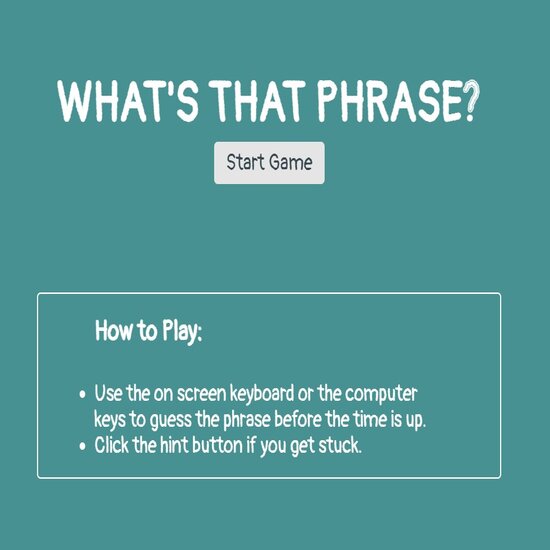 WHAT'S THAT PHRASE?
Start Game
How to Play:
• Use the on screen keyboard or the computer
keys to guess the phrase before the time is up.
• Click the hint button if you get stuck.